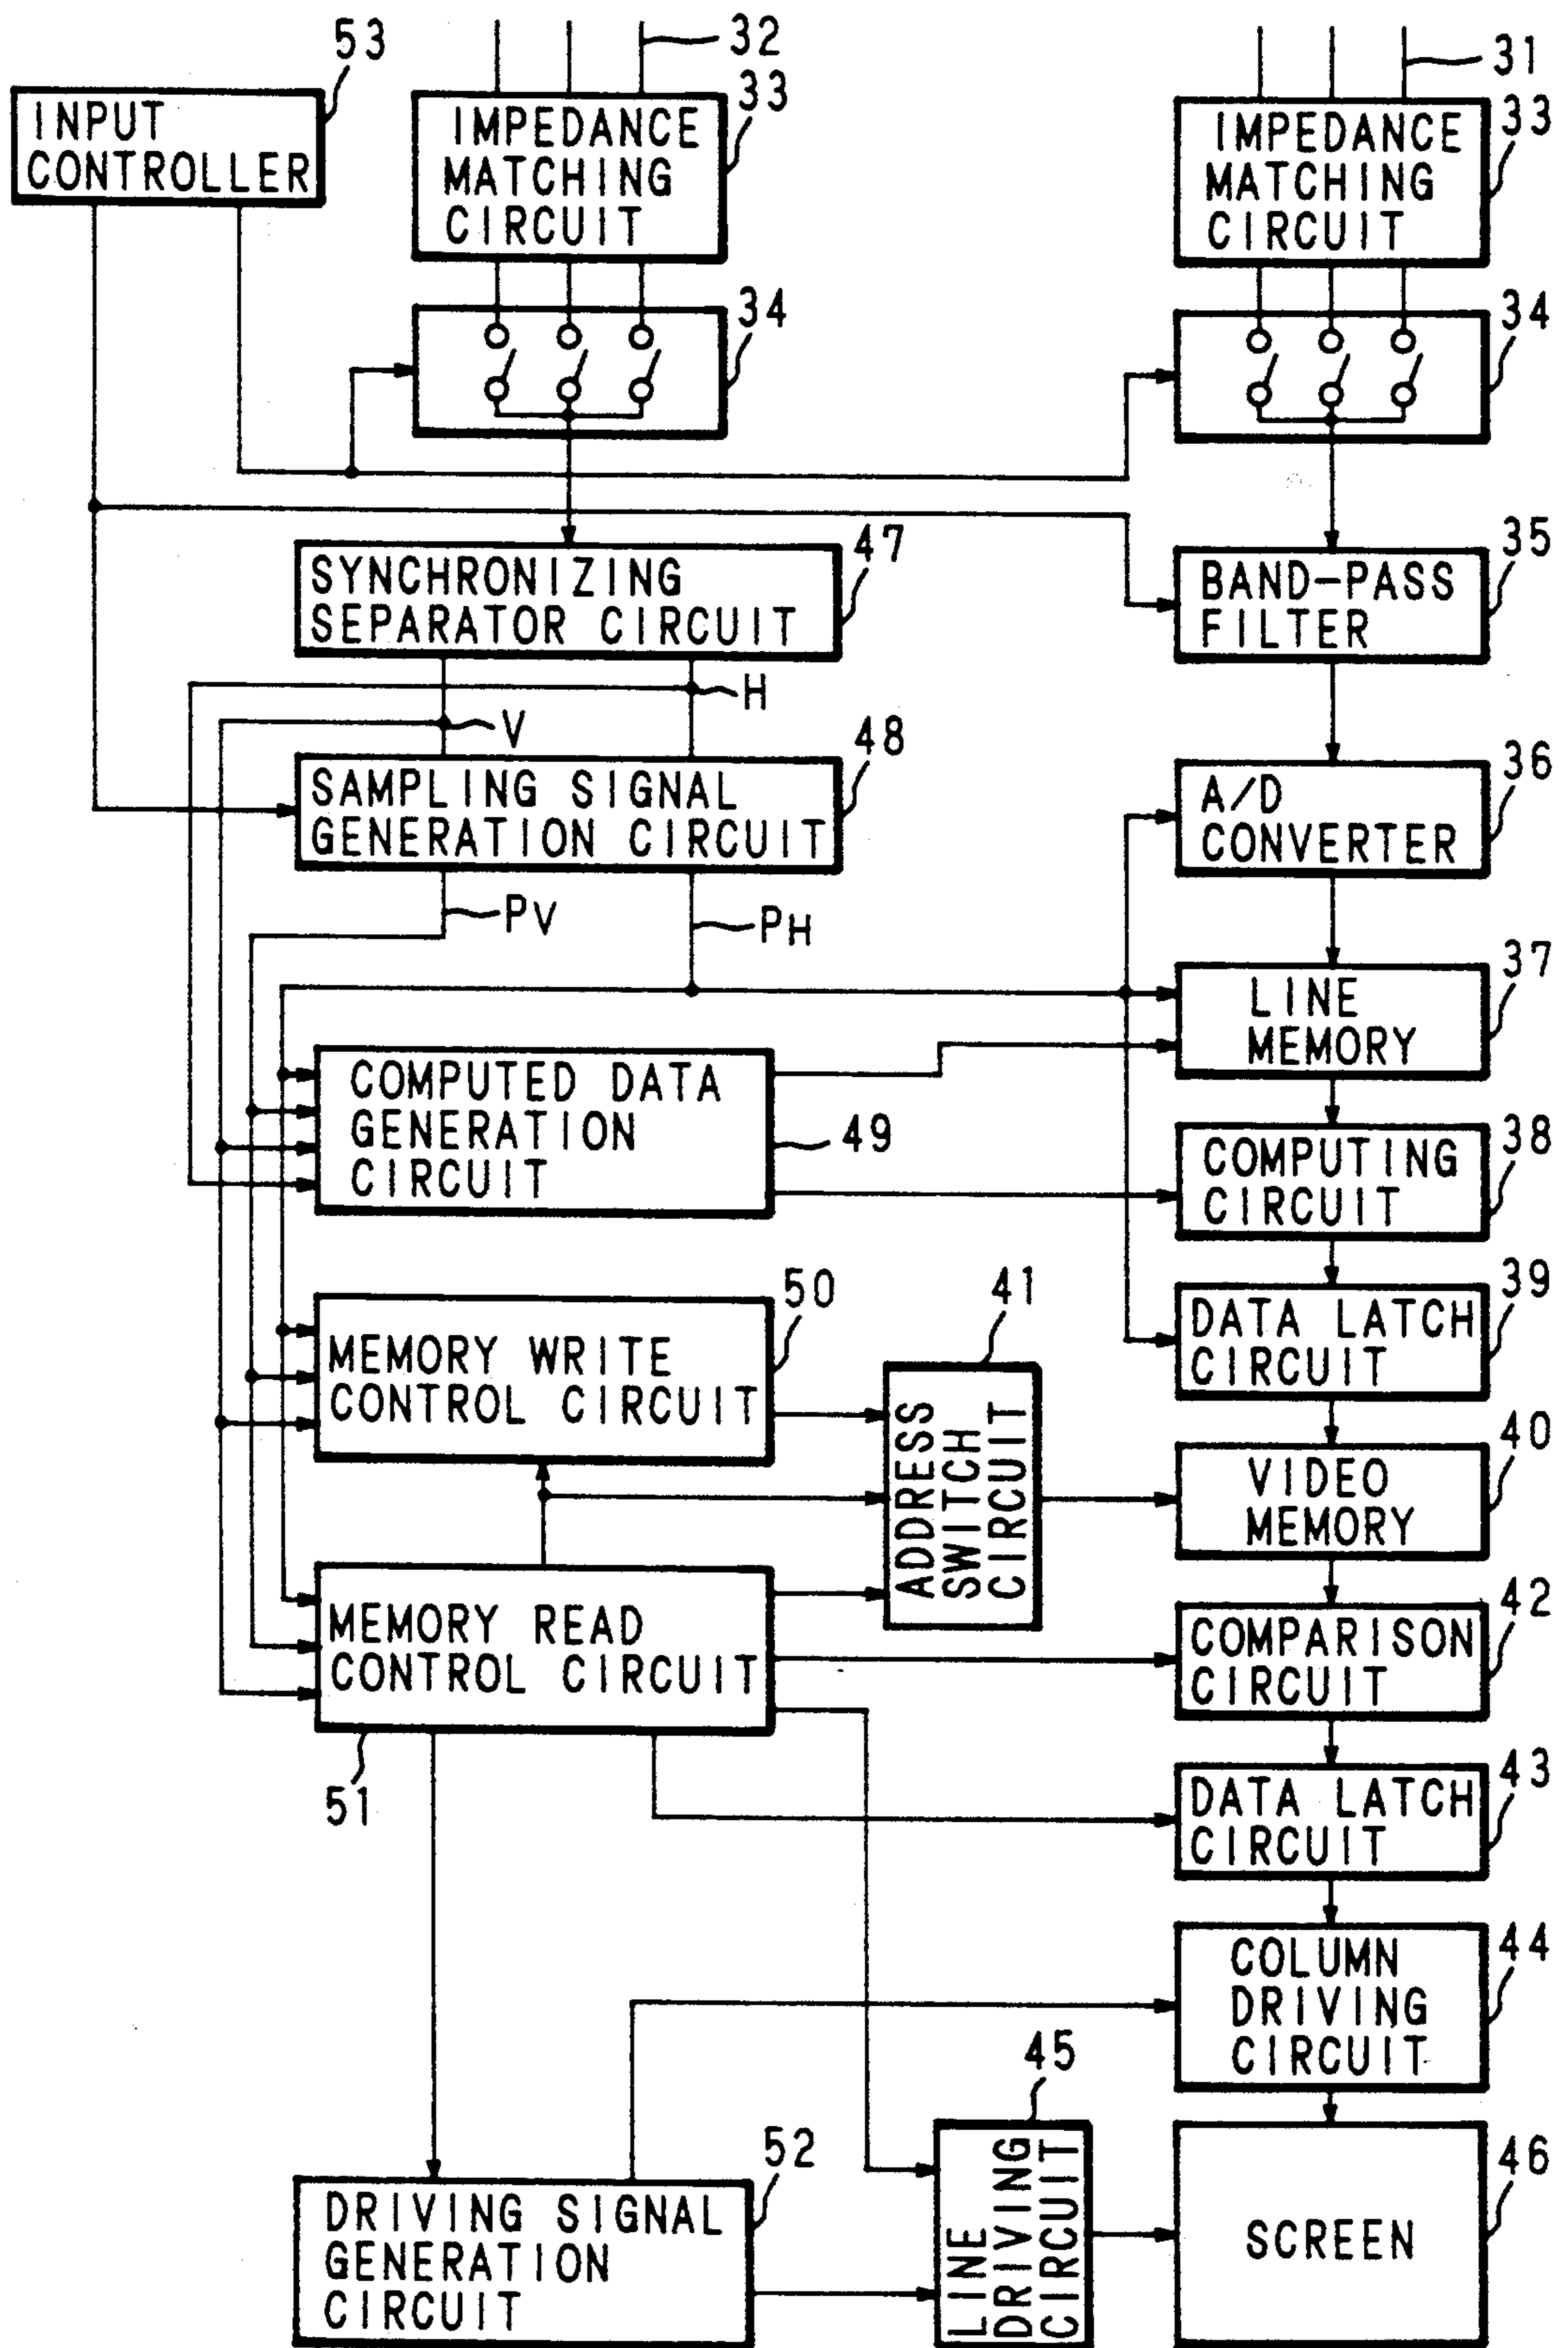 53
32
31
INPUT
CONTROLLER
33
IMPEDANCE
MATCHING
CIRCUIT
33
IMPEDANCE
MATCHING
CIRCUIT
34
34
47
SYNCHRONIZING
SEPARATOR CIRCUIT
35
BAND-PASS
FILTER
H
V
48
SAMPLING SIGNAL
GENERATION CIRCUIT
36
A/D
CONVERTER
PV
PH
37
LINE
MEMORY
COMPUTED DATA
GENERATION
CIRCUIT
49
38
COMPUTING
CIRCUIT
50
MEMORY WRITE
CONTROL CIRCUIT
41
ADDRESS
SWITCH
CIRCUIT
39
DATA LATCH
CIRCUIT
40
VIDEO
MEMORY
MEMORY READ
CONTROL CIRCUIT
51
42
COMPARISON
CIRCUIT
43
DATA LATCH
CIRCUIT
44
COLUMN
DRIVING
CIRCUIT
45
LINE
DRIVING
CIRCUIT
52
DRIVING SIGNAL
GENERATION
CIRCUIT
46
SCREEN